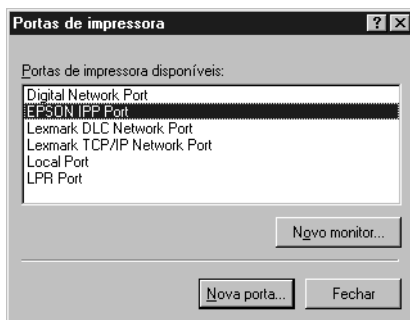 Portas de impressora
Portas de impressora disponíveis:
Digital Network Port
EPSON IPP Port
Lexmark DLC Network Port
Lexmark TCP/IP Network Port
Local Port
LPR Port
Novo monitor...
Nova porta...
Fechar